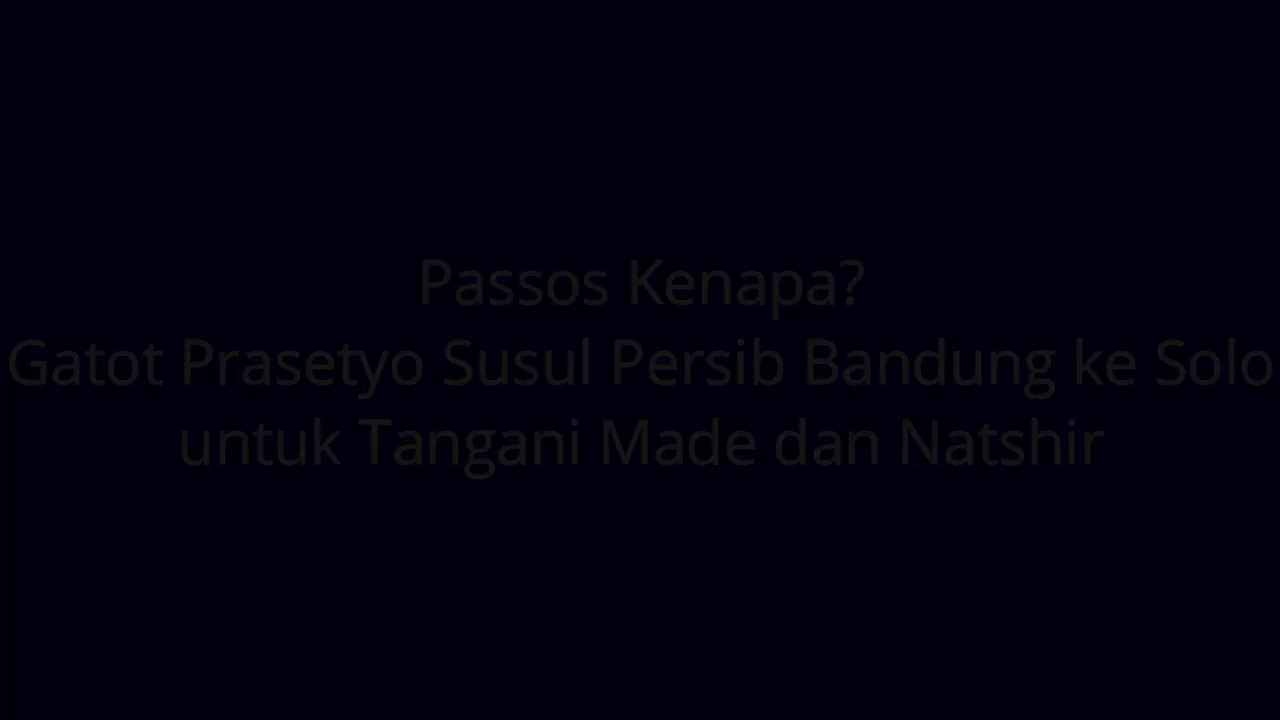 Passos Kenapa?
Gatot Prasetyo Susul Persib Bandung ke Solo
untuk Tangani Made dan Natshir